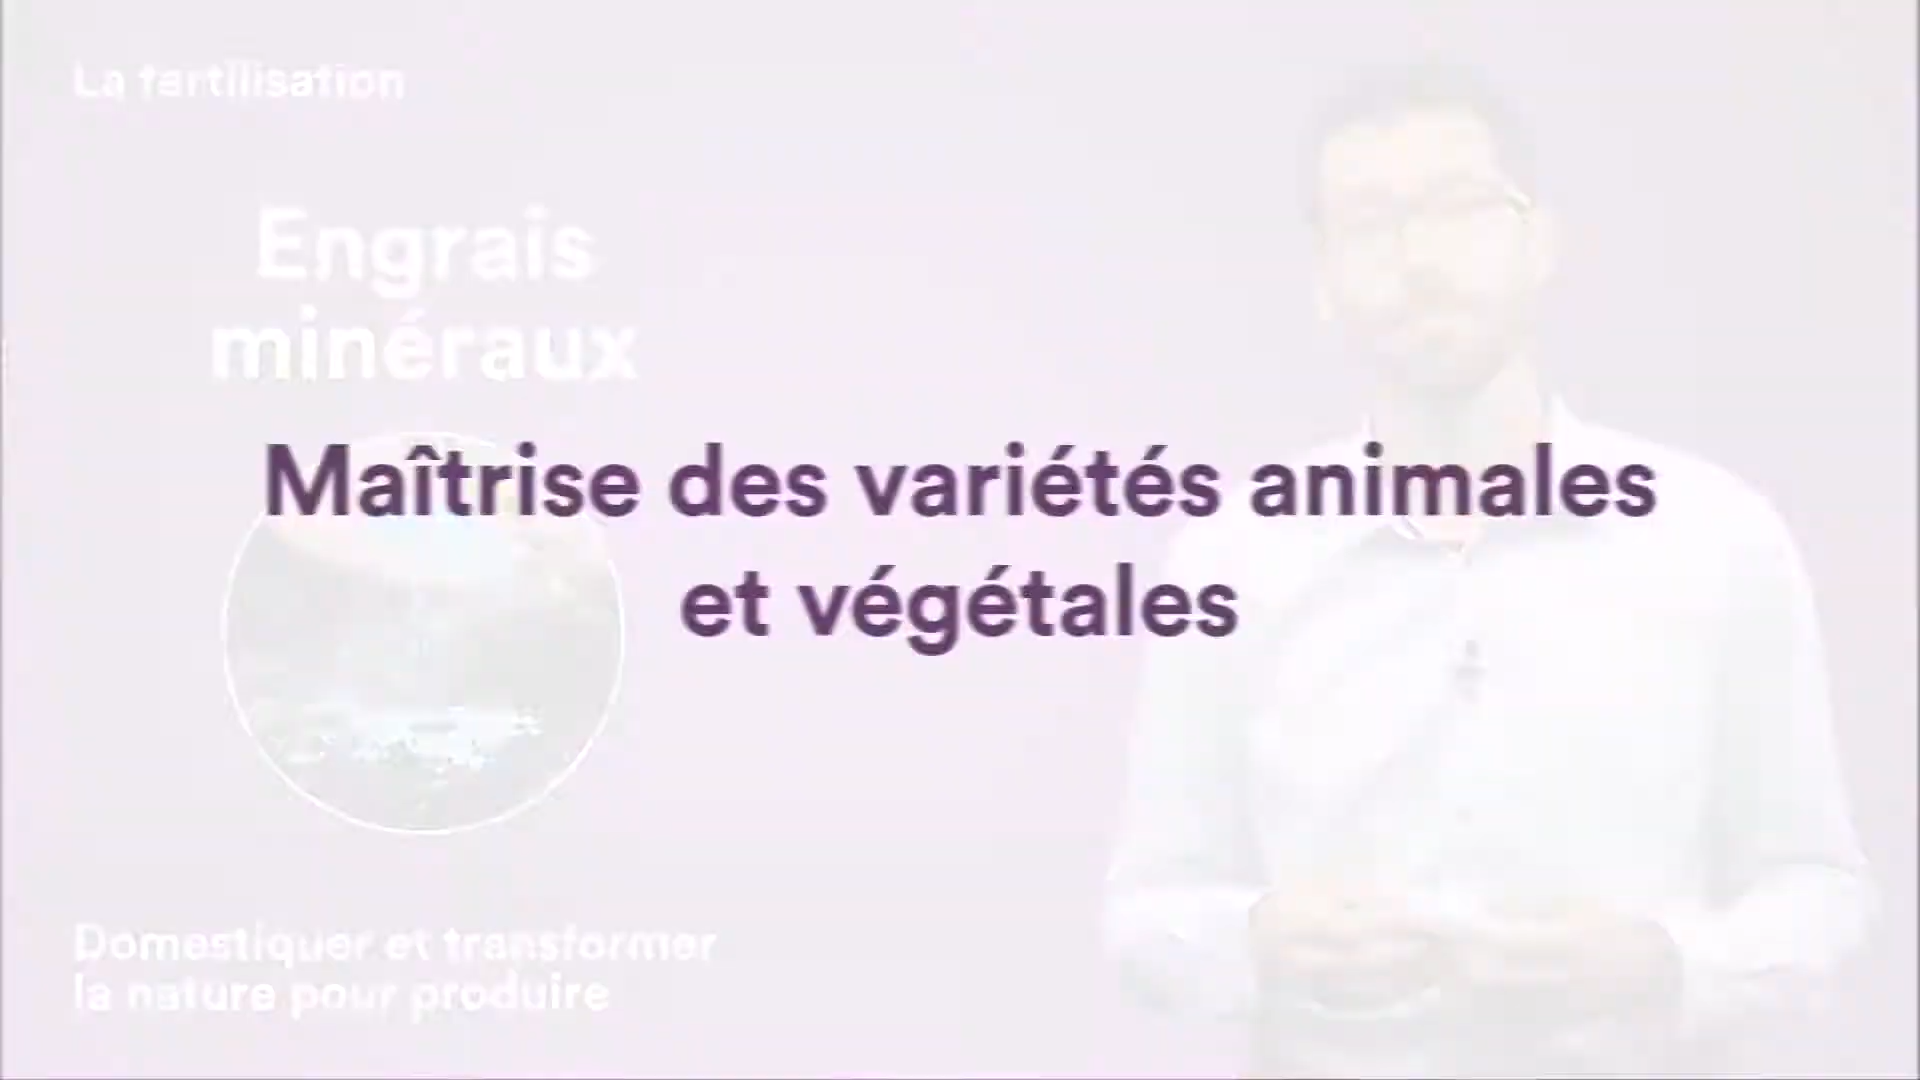 La fertilisation
Engrais
minéraux
Maîtrise des variétés animales
et végétales
Domestiquer et transformer
la nature pour produire